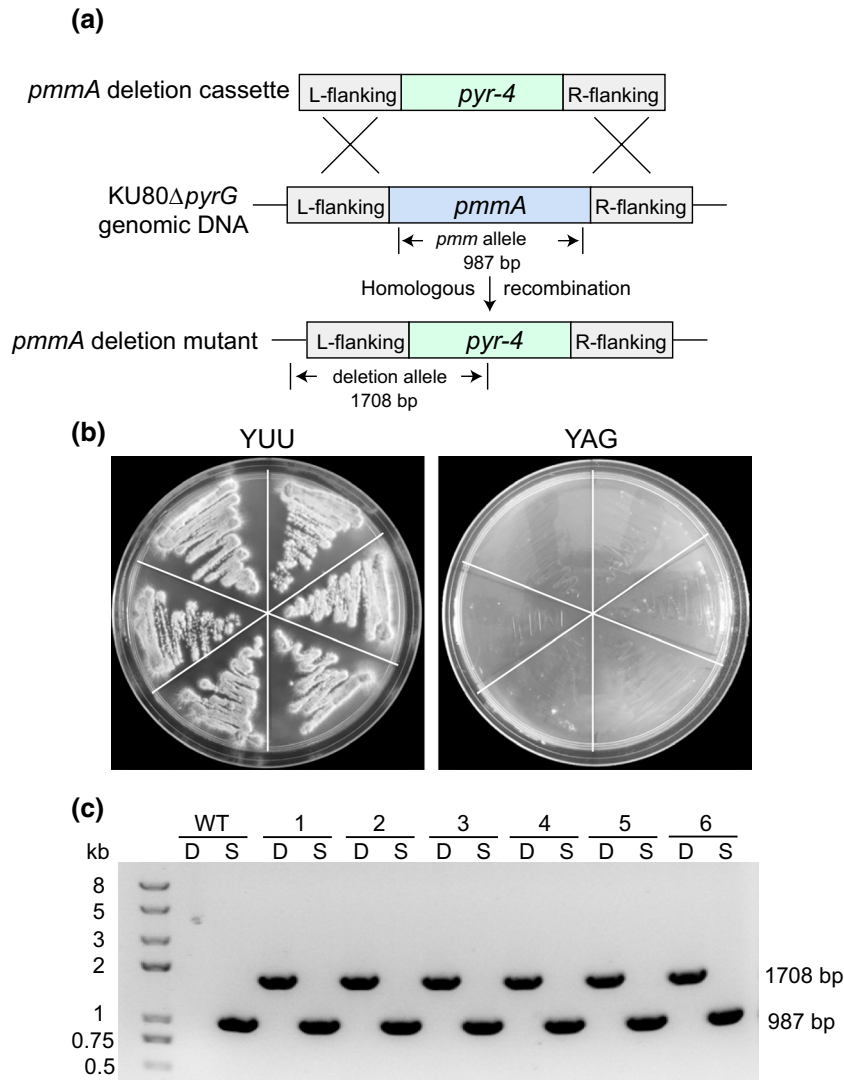 (a)
pmmA deletion cassette
L-flanking pyr-4 R-flanking
KU80ΔpyrG
genomic DNA
L-flanking pmmA R-flanking
pmm allele
987 bp
Homologous recombination
pmmA deletion mutant
L-flanking pyr-4 R-flanking
deletion allele
1708 bp
(b)
YUU YAG
(c)
WT 1 2 3 4 5 6
kb D S D S D S D S D S D S D S
8
5
3
2
1708 bp
1
987 bp
0.75
0.5